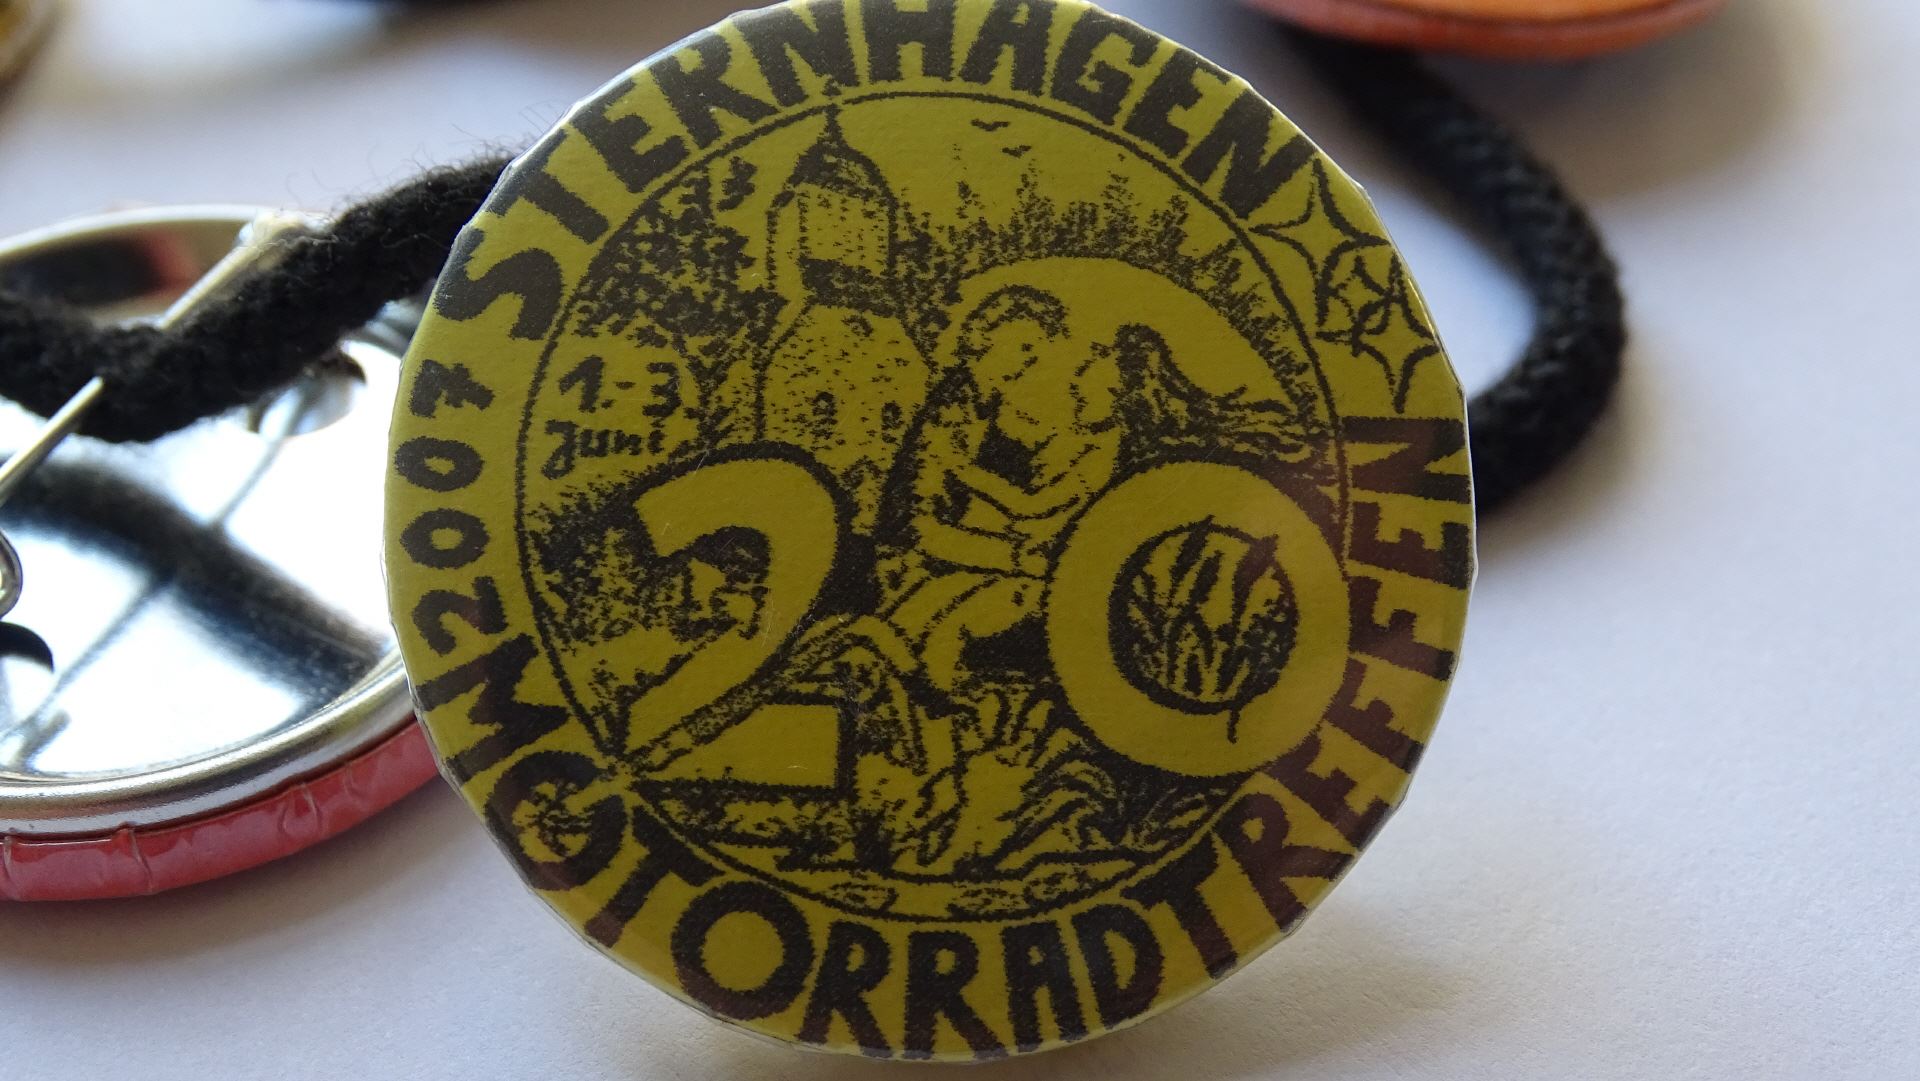 2007 STERNHAGEN
MOTORRADTREFFEN
1.-3.
Juni
20